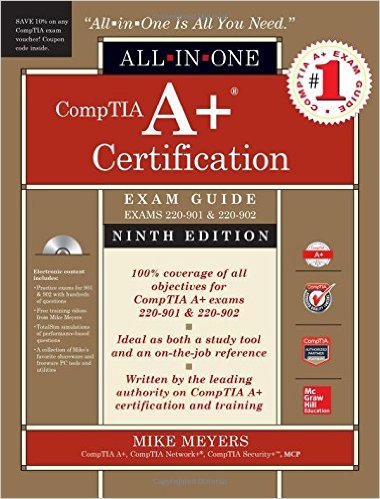 SAVE 10% on any
CompTIA exam
voucher! Coupon
code inside.
"All-in-One Is All You Need."
ALL-IN-ONE
COMPTIA A+ EXAM GUIDE
#1
CompTIA A+®
Certification
EXAM GUIDE
EXAMS 220-901 & 220-902
NINTH EDITION
Electronic content
includes:
• Practice exams for 901
& 902 with hundreds
of questions
• Free training videos
from Mike Meyers
• TotalSim simulations
of performance-based
questions
• A collection of Mike's
favorite shareware and
freeware PC tools and
utilities
100% coverage of all
objectives for
CompTIA A+ exams
220-901 & 220-902
Ideal as both a study tool
and an on-the-job reference
Written by the leading
authority on CompTIA A+
certification and training
A+
CompTIA
AUTHORIZED
Mc
Graw
Hill
Education
MIKE MEYERS
CompTIA A+, CompTIA Network+®, CompTIA Security+™, MCP